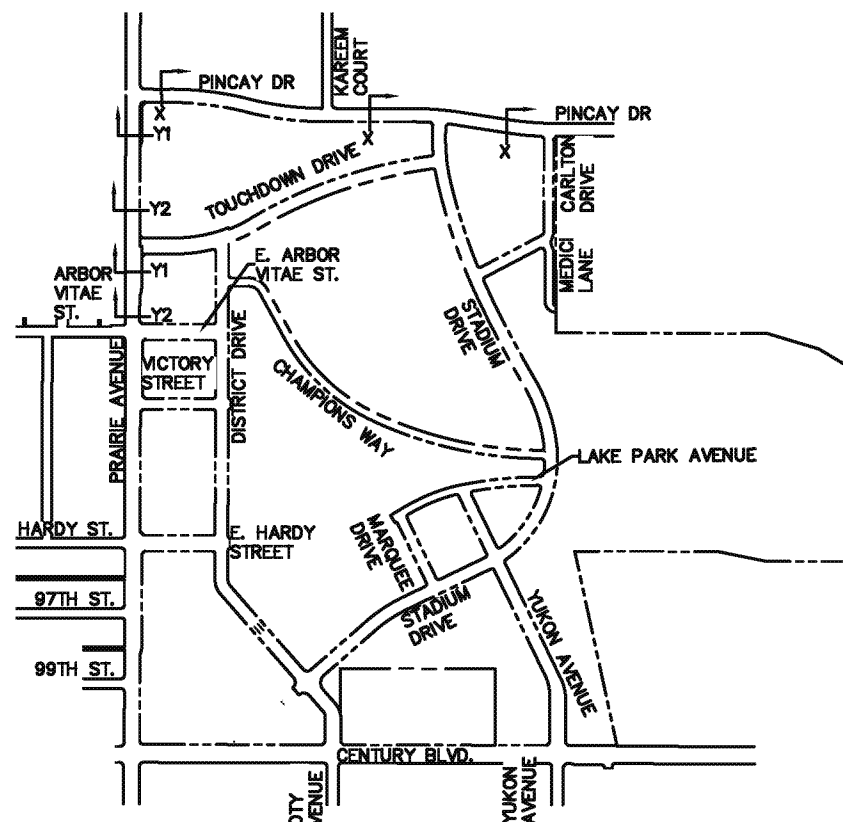 KAREEM
COURT
PINCAY DR
PINCAY DR
X
X
X
Y1
TOUCHDOWN DRIVE
CARLTON
DRIVE
Y2
E. ARBOR
VITAE ST.
MEDICI
LANE
ARBOR
VITAE
ST.
Y1
Y2
STADIUM
DRIVE
PRAIRIE AVENUE
VICTORY
STREET
DISTRICT DRIVE
CHAMPIONS WAY
LAKE PARK AVENUE
HARDY ST.
E. HARDY
STREET
MARQUEE
DRIVE
97TH ST.
STADIUM
DRIVE
YUKON AVENUE
99TH ST.
CENTURY BLVD.
YUKON
AVENUE